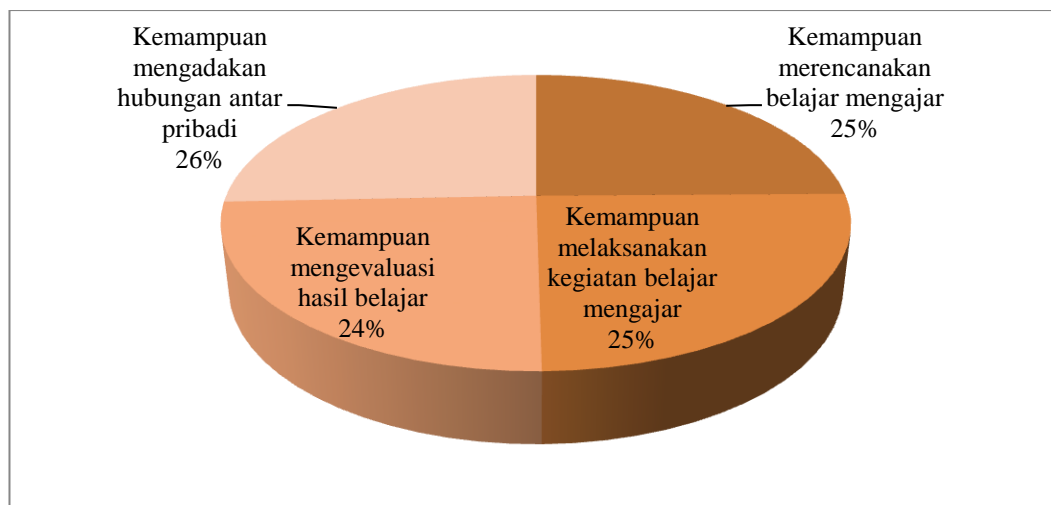 Kemampuan
mengadakan
hubungan antar
pribadi
26%
Kemampuan
merencanakan
belajar mengajar
25%
Kemampuan
mengevaluasi
hasil belajar
24%
Kemampuan
melaksanakan
kegiatan belajar
mengajar
25%